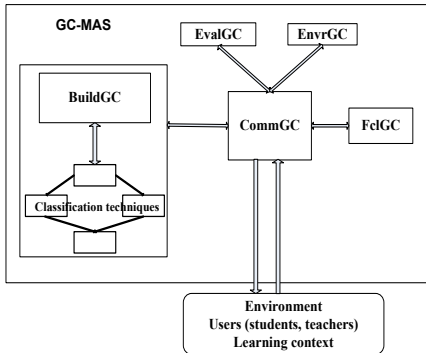 GC-MAS
EvalGC
EnvrGC
BuildGC
CommGC
FclGC
Classification techniques
Environment
Users (students, teachers)
Learning context